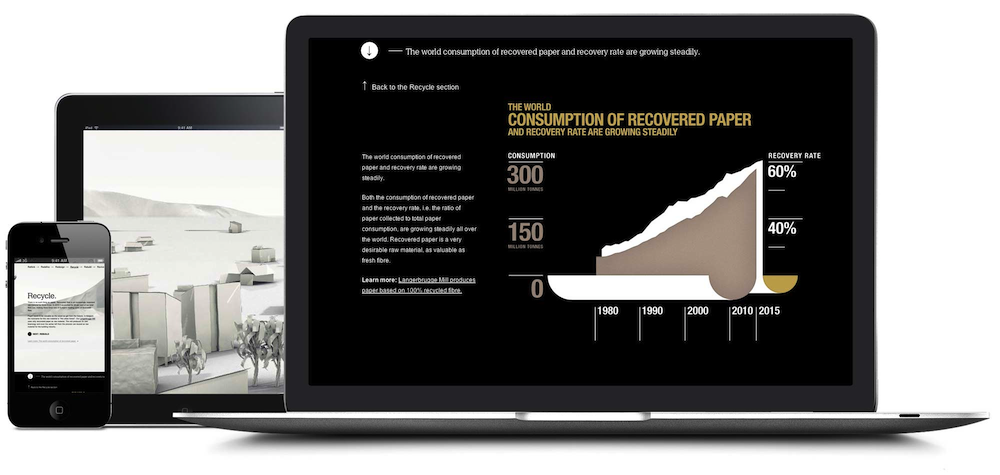 ↓ — The world consumption of recovered paper and recovery rate are growing steadily.
↑ Back to the Recycle section
THE WORLD
CONSUMPTION OF RECOVERED PAPER
AND RECOVERY RATE ARE GROWING STEADILY
The world consumption of recovered
paper and recovery rate are growing
steadily.
Both the consumption of recovered paper
and the recovery rate, i.e. the ratio of
paper collected to total paper
consumption, are growing steadily all over
the world. Recovered paper is a very
desirable raw material, as valuable as
fresh fibre.
Learn more: Langerbrugge Mill produces
paper based on 100% recycled fibre.
CONSUMPTION
300
MILLION TONNES
150
MILLION TONNES
0
RECOVERY RATE
60%
40%
1980 1990 2000 2010 2015
iPad 9:41 AM
9:41 AM
Recycle.
Back to the Recycle section